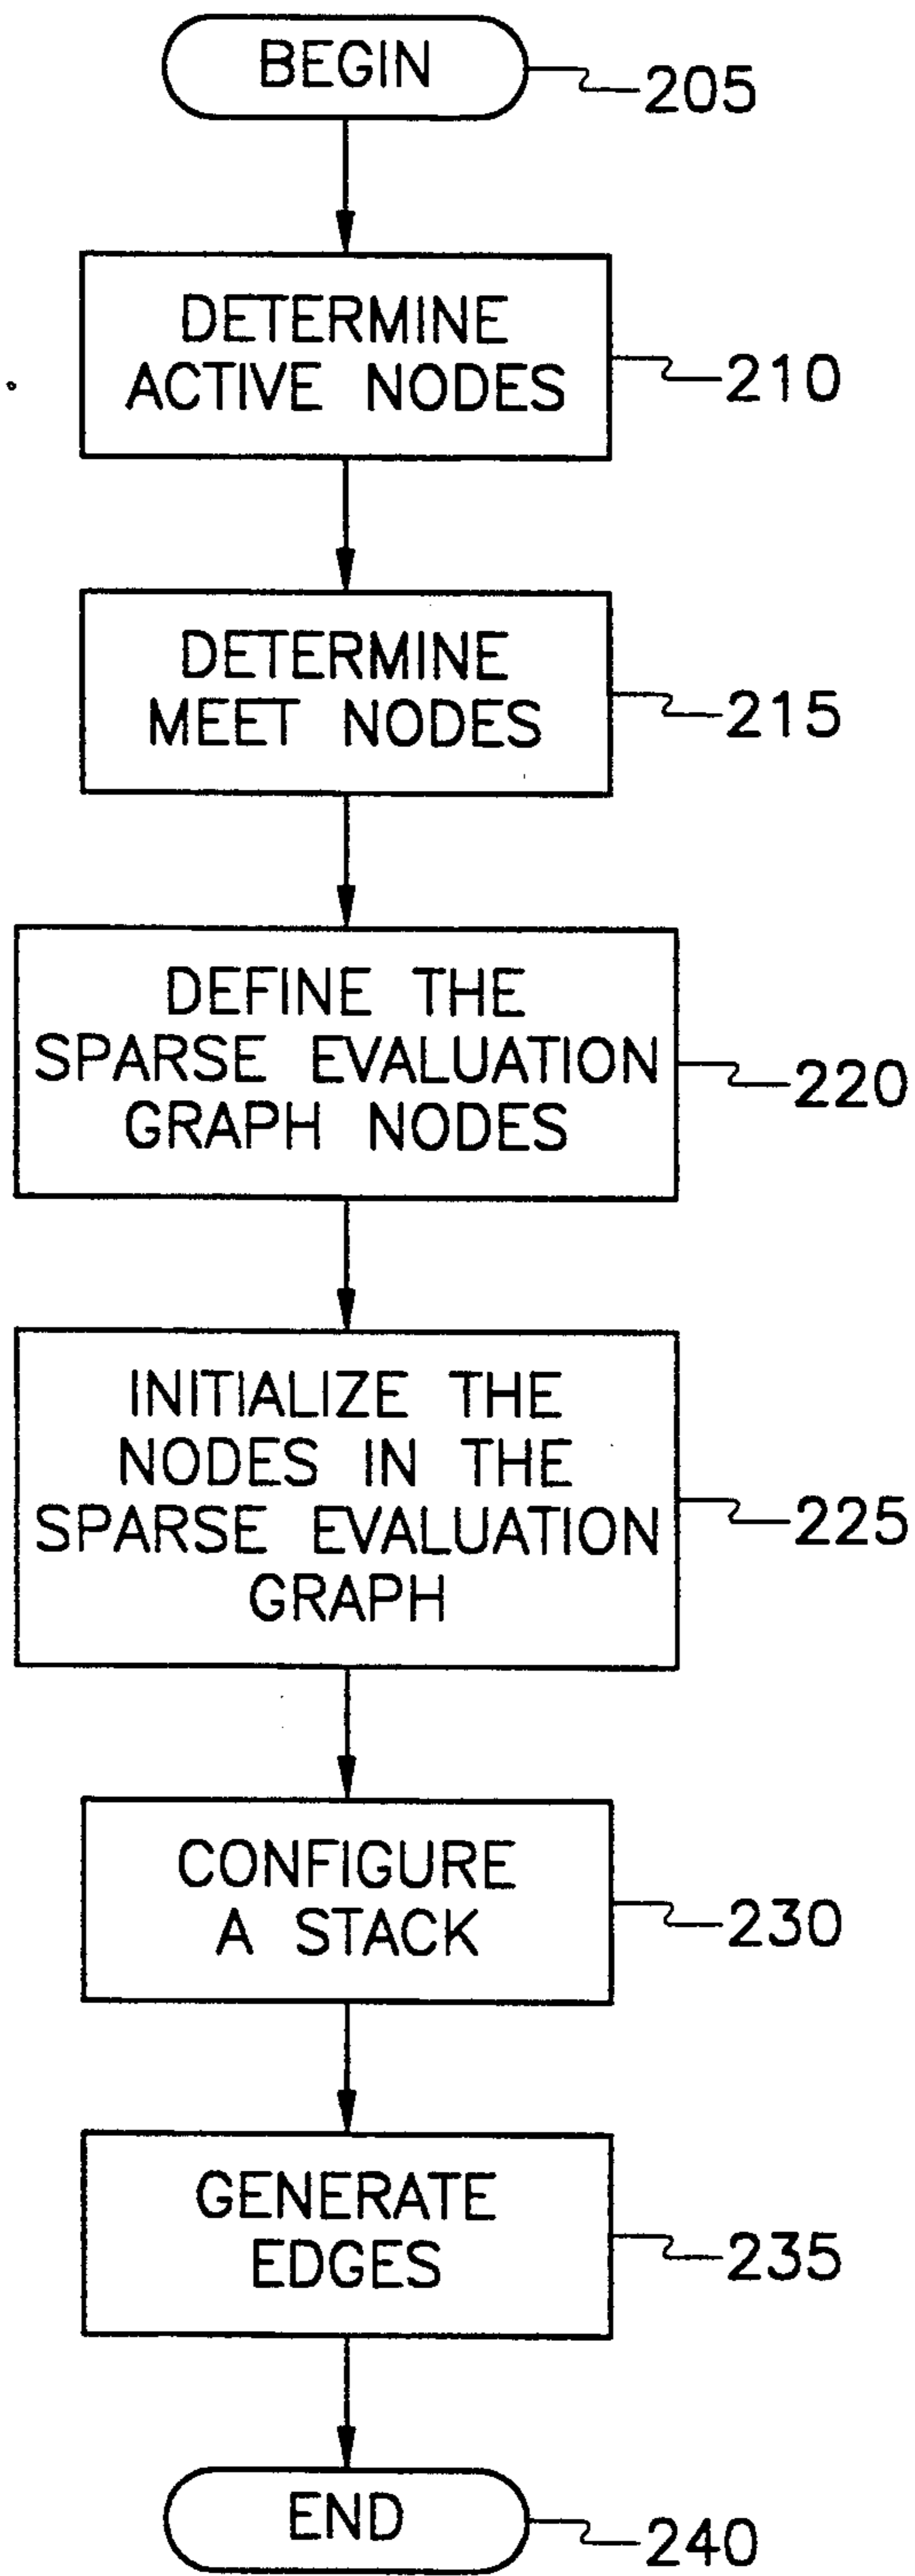 BEGIN
205
DETERMINE
ACTIVE NODES
210
DETERMINE
MEET NODES
215
DEFINE THE
SPARSE EVALUATION
GRAPH NODES
220
INITIALIZE THE
NODES IN THE
SPARSE EVALUATION
GRAPH
225
CONFIGURE
A STACK
230
GENERATE
EDGES
235
END
240